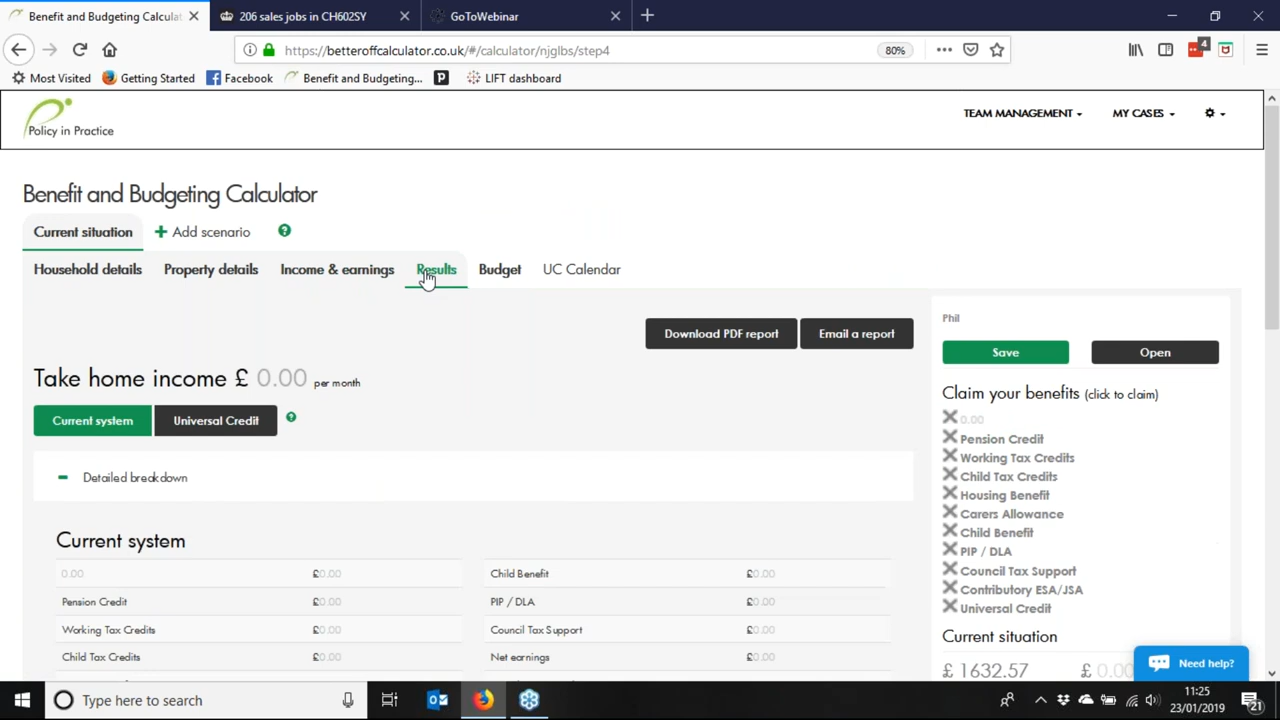 Benefit and Budgeting Calculat
206 sales jobs in CH602SY
GoToWebinar
https://betteroffcalculator.co.uk/#/calculator/njglbs/step4
80%
4
Most Visited
Getting Started
Facebook
Benefit and Budgeting...
LIFT dashboard
Policy in Practice
TEAM MANAGEMENT
MY CASES
Benefit and Budgeting Calculator
Current situation
+ Add scenario
?
Household details
Property details
Income & earnings
Results
Budget
UC Calendar
Download PDF report
Email a report
Phil
Save
Open
Take home income £ 0.00 per month
Current system
Universal Credit
Claim your benefits (click to claim)
0.00
Pension Credit
Working Tax Credits
Child Tax Credits
Housing Benefit
Carers Allowance
Child Benefit
PIP / DLA
Council Tax Support
Contributory ESA/JSA
Universal Credit
Detailed breakdown
Current system
0.00 £0.00
Child Benefit £0.00
Pension Credit £0.00
PIP / DLA £0.00
Working Tax Credits £0.00
Council Tax Support £0.00
Child Tax Credits £0.00
Net earnings £0.00
Current situation
£ 1632.57 £ 0.00
Need help?
Type here to search
11:25
23/01/2019
21